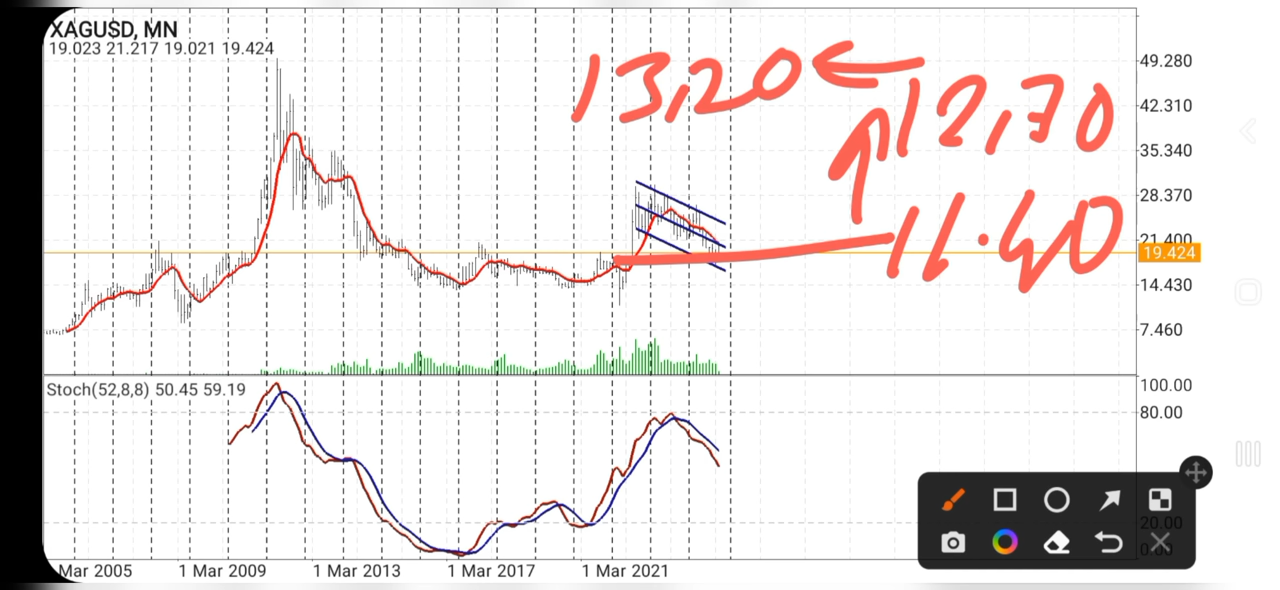 XAGUSD, MN
19.023 21.217 19.021 19.424
13,20
12,70
11.40
49.280
42.310
35.340
28.370
21.400
19.424
14.430
7.460
Stoch(52,8,8) 50.45 59.19
100.00
80.00
20.00
0.00
Mar 2005
1 Mar 2009
1 Mar 2013
1 Mar 2017
1 Mar 2021